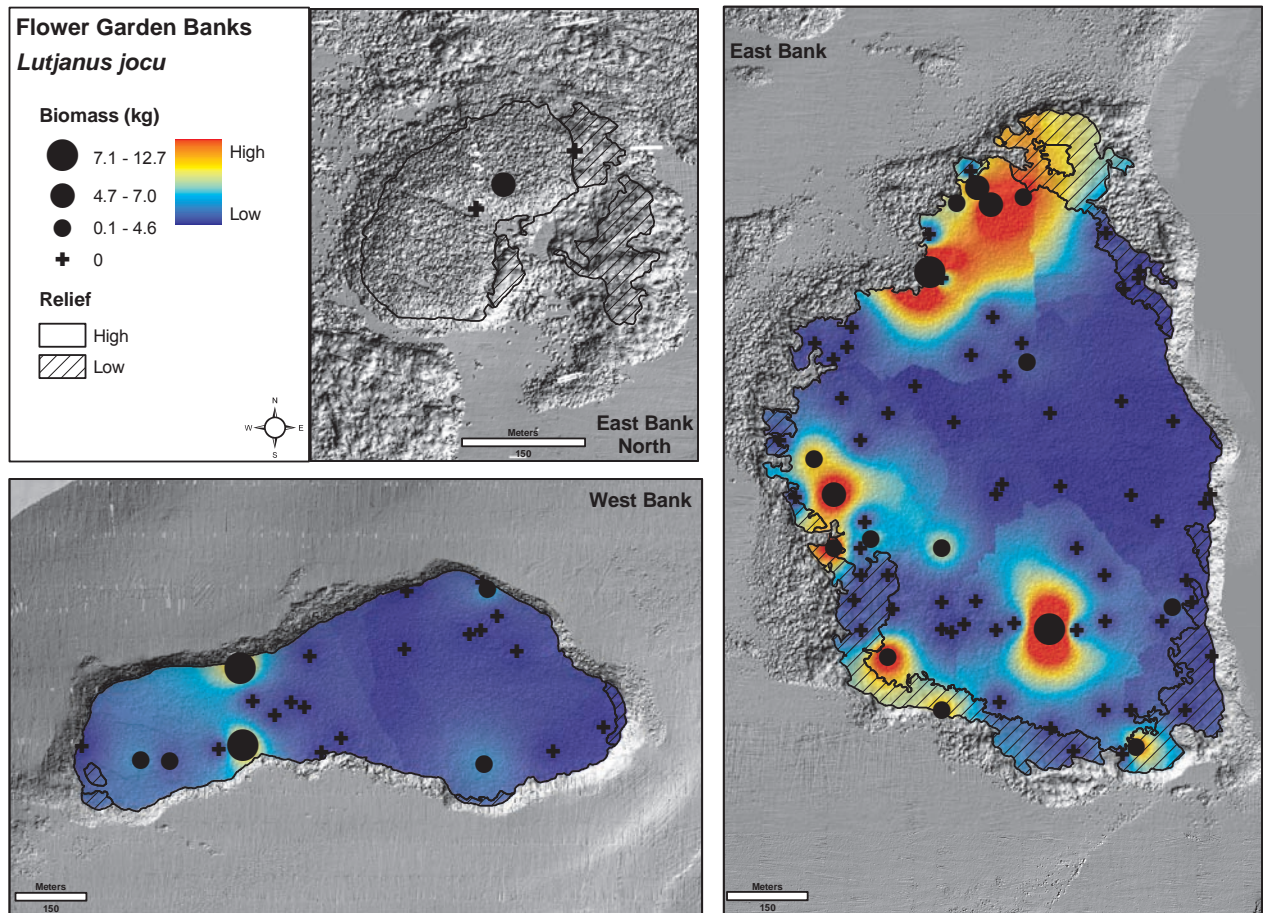 Flower Garden Banks
Lutjanus jocu
Biomass (kg)
7.1 - 12.7
4.7 - 7.0
0.1 - 4.6
0
High
Low
Relief
High
Low
N
W
E
S
Meters
150
East Bank
North
East Bank
Meters
150
West Bank
Meters
150